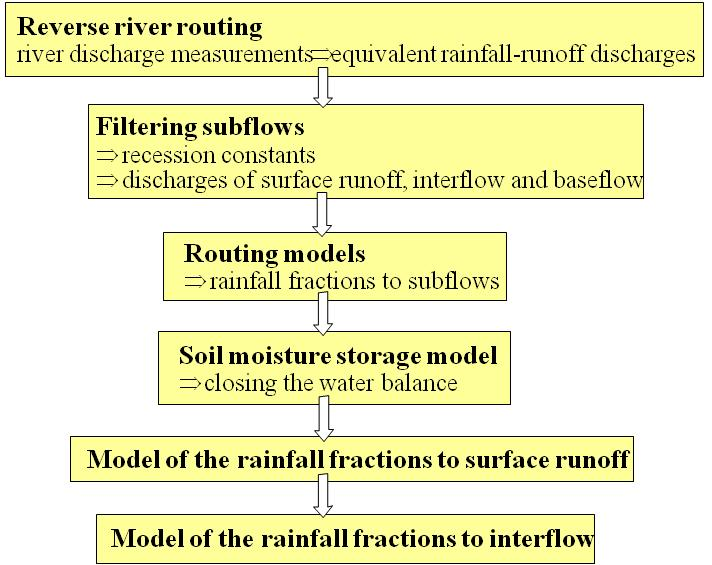 Reverse river routing
river discharge measurements⇒equivalent rainfall-runoff discharges
Filtering subflows
⇒recession constants
⇒discharges of surface runoff, interflow and baseflow
Routing models
⇒rainfall fractions to subflows
Soil moisture storage model
⇒closing the water balance
Model of the rainfall fractions to surface runoff
Model of the rainfall fractions to interflow